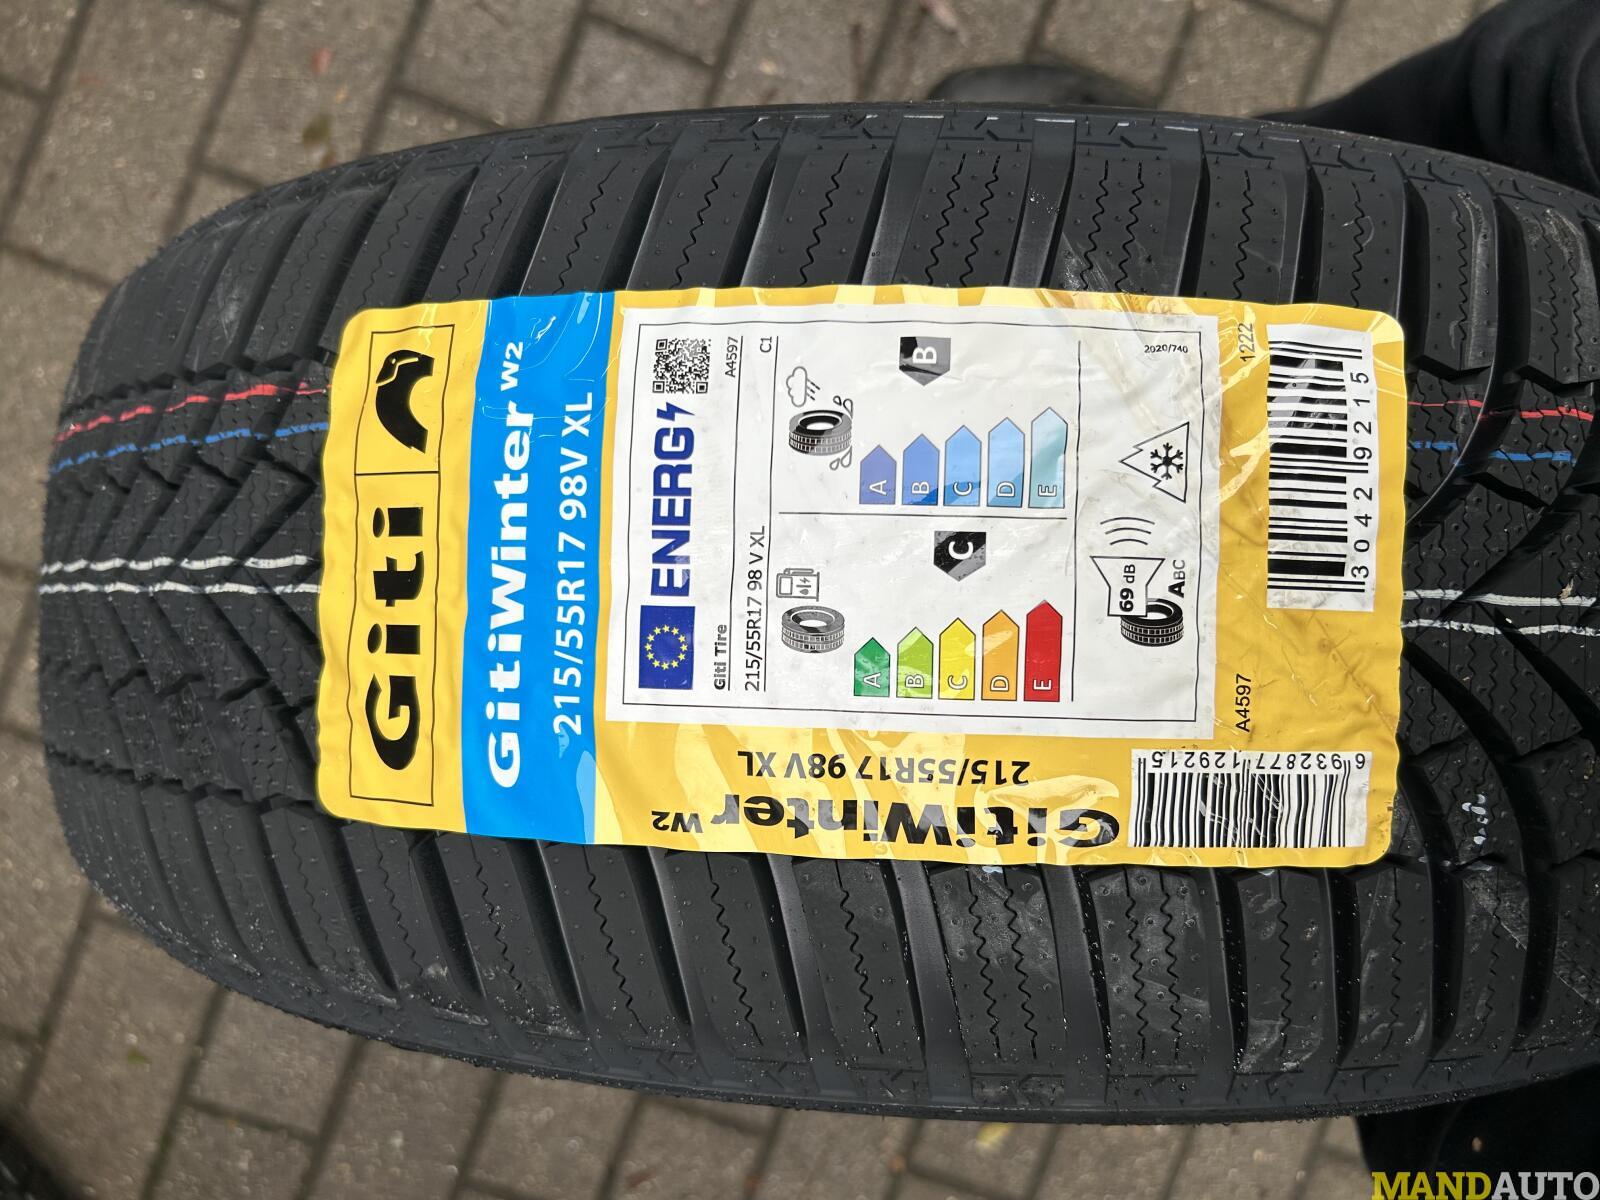 Giti
GitiWinter W2
215/55R17 98V XL
ENERG
Giti Tire
A4597
215/55R17 98 V XL
C1
A
B
C
D
E
C
A
B
C
D
E
B
69 dB
ABC
2020/740
A4597
1222
3042 9215
GitiWinter W2
215/55R17 98V XL
6 932877 129215
MANDAUTO